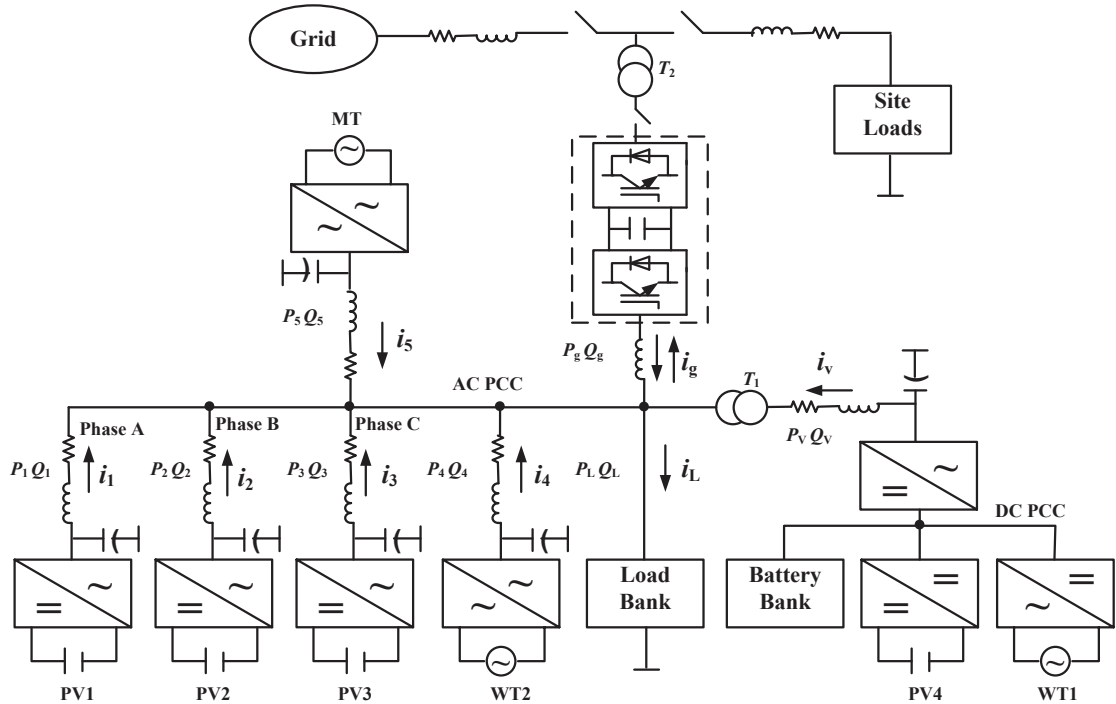 Grid
T2
Site
Loads
MT
~
~
P5 Q5
i5
Pg Qg
ig
AC PCC
T1
iv
PV QV
Phase A
Phase B
Phase C
P1 Q1
i1
P2 Q2
i2
P3 Q3
i3
P4 Q4
i4
PL QL
iL
=
~
DC PCC
=
~
=
~
=
~
~
~
Load
Bank
Battery
Bank
=
=
~
=
PV1
PV2
PV3
WT2
PV4
WT1